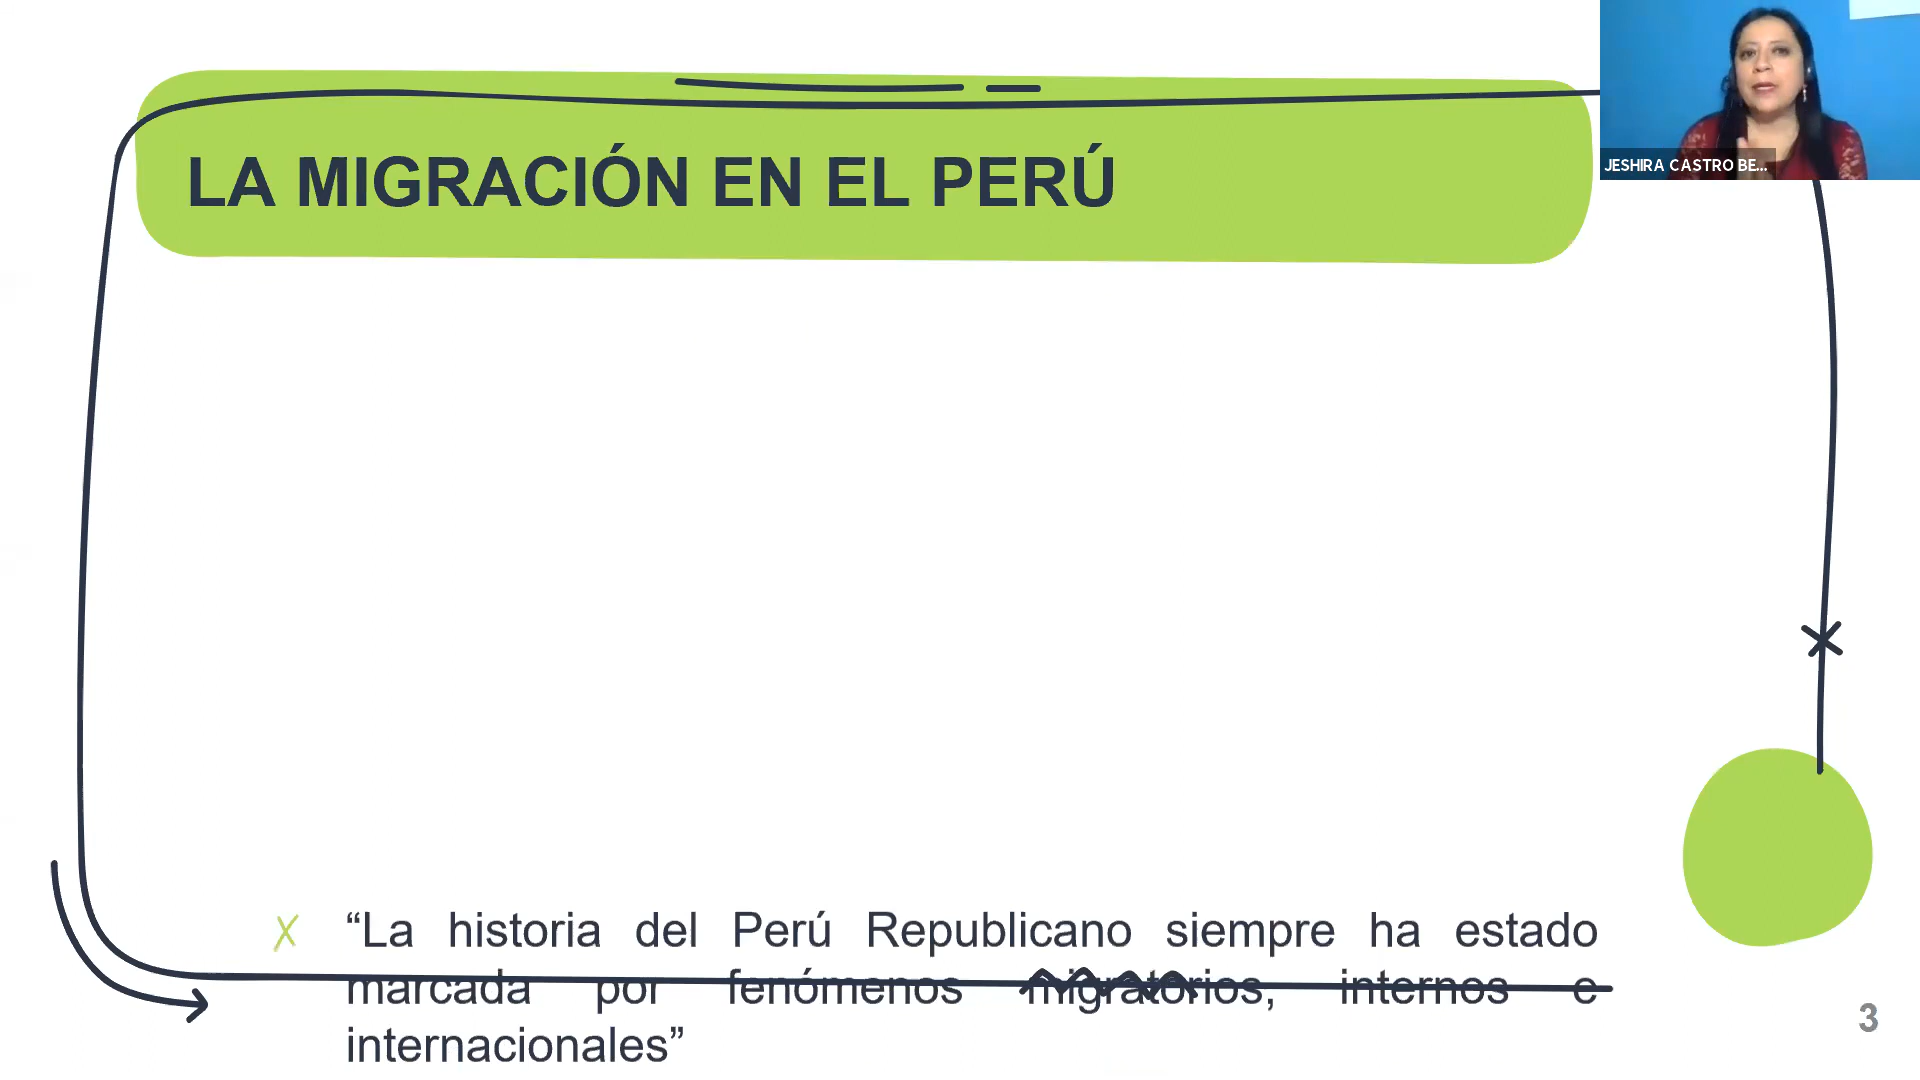 LA MIGRACIÓN EN EL PERÚ
JESHIRA CASTRO BE...
“La historia del Perú Republicano siempre ha estado
marcada por fenómenos migratorios, internos e
internacionales”
3